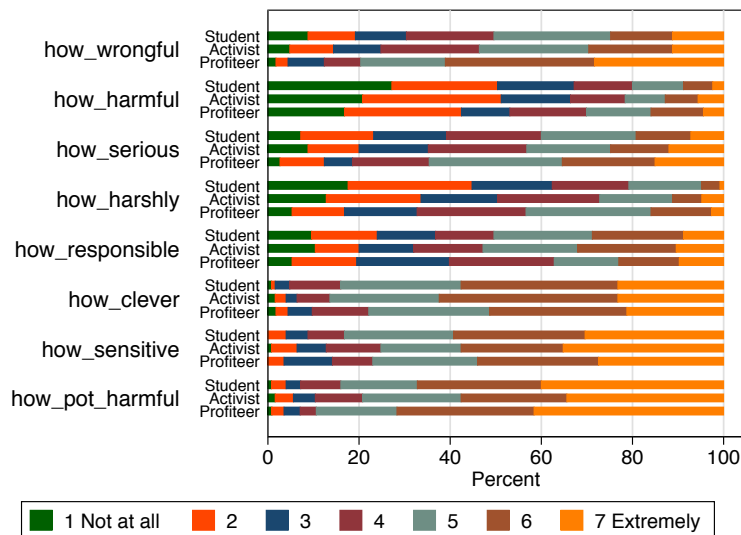 how_wrongful
Student
Activist
Profiteer
how_harmful
Student
Activist
Profiteer
how_serious
Student
Activist
Profiteer
how_harshly
Student
Activist
Profiteer
how_responsible
Student
Activist
Profiteer
how_clever
Student
Activist
Profiteer
how_sensitive
Student
Activist
Profiteer
how_pot_harmful
Student
Activist
Profiteer
0 20 40 60 80 100
Percent
1 Not at all 2 3 4 5 6 7 Extremely